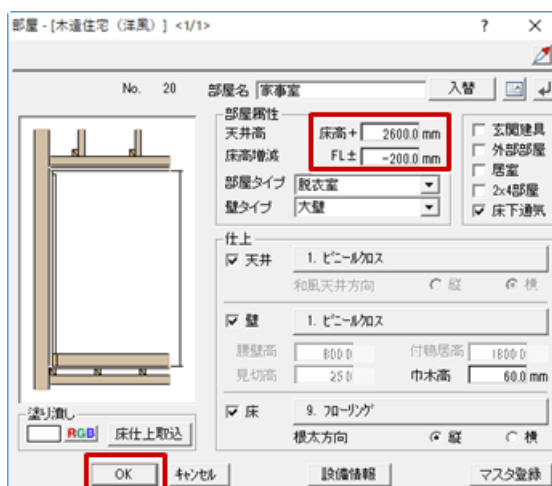 部屋 - [木造住宅（洋風）] <1/1> ? ×
No. 20 部屋名 家事室 入替
部屋属性
天井高 床高+ 2600.0 mm
床高増減 FL± -200.0 mm
部屋タイプ 脱衣室
壁タイプ 大壁
玄関建具
外部部屋
居室
2x4部屋
床下通気
仕上
天井 1. ビニールクロス
和風天井方向 縦 横
壁 1. ビニールクロス
腰壁高 800.0 付鴨居高 1800.0
見切高 25.0 巾木高 60.0 mm
床 9. フローリング
根太方向 縦 横
塗り潰し
RGB 床仕上取込
OK キャンセル 設備情報 マスタ登録